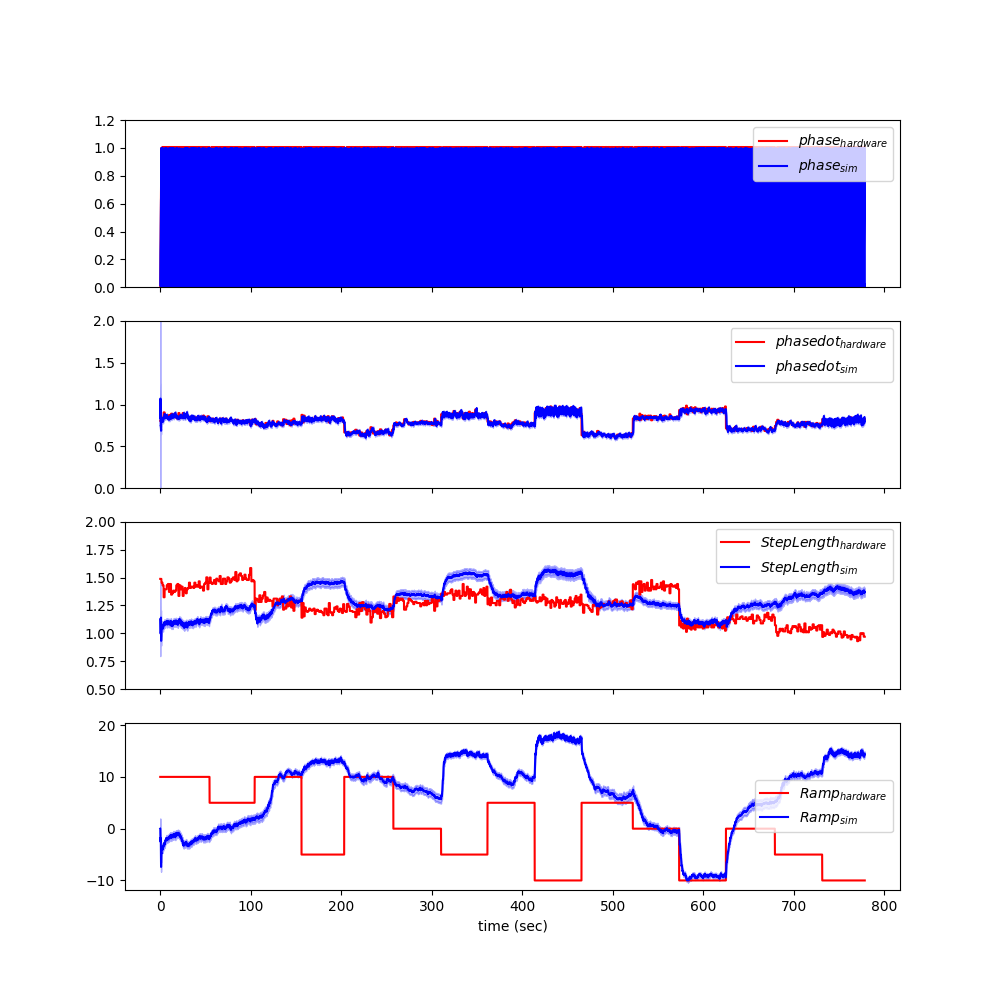 1.2
1.0
0.8
0.6
0.4
0.2
0.0
phase_hardware
phase_sim
2.0
1.5
1.0
0.5
0.0
phasedot_hardware
phasedot_sim
2.00
1.75
1.50
1.25
1.00
0.75
0.50
StepLength_hardware
StepLength_sim
20
10
0
−10
Ramp_hardware
Ramp_sim
0 100 200 300 400 500 600 700 800
time (sec)